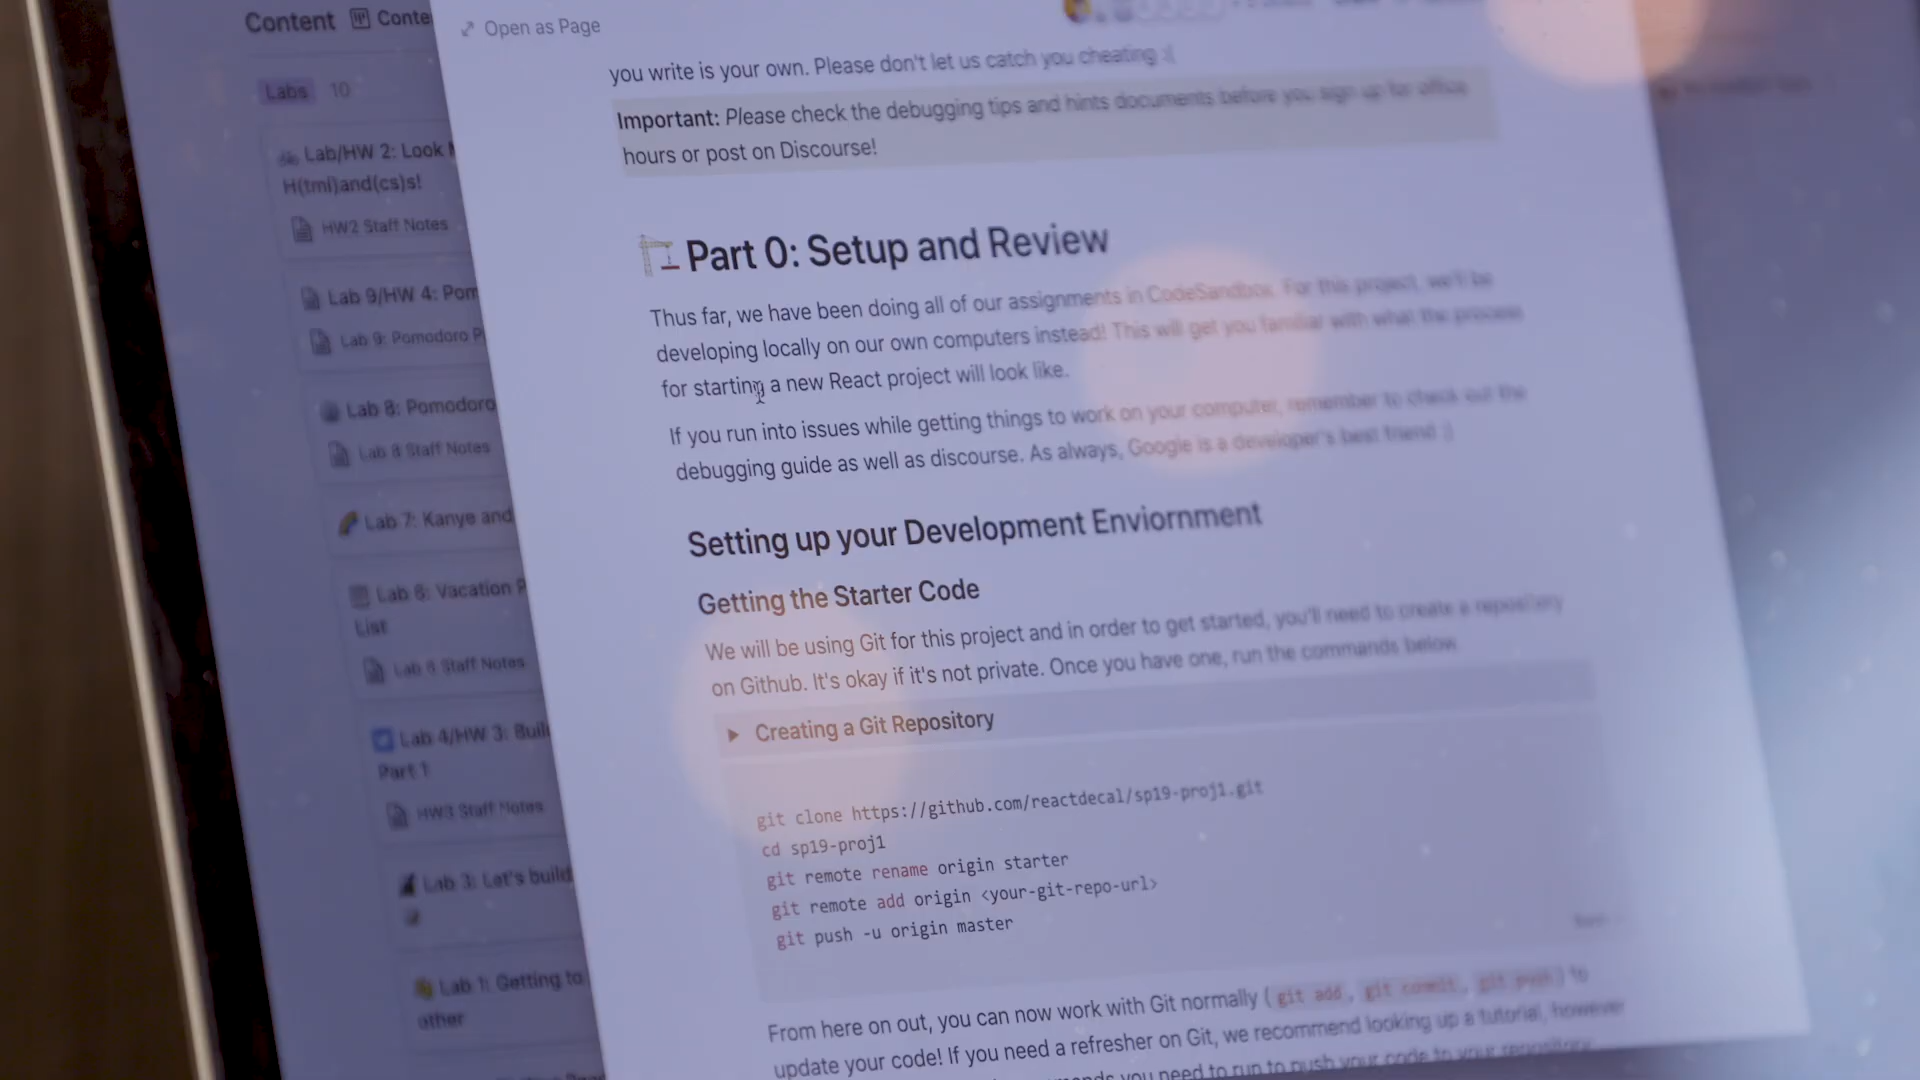 Content Conte
Labs 10
Lab/HW 2: Look
H(tml)and(cs)s!
HW2 Staff Notes
Lab 9/HW 4: Pom
Lab 9: Pomodoro P
Lab 8: Pomodoro
Lab 8 Staff Notes
Lab 7: Kanye and
Lab 6: Vacation P
List
Lab 6 Staff Notes
Lab 4/HW 3: Buil
Part 1
HW3 Staff Notes
Lab 3: Let's build
Lab 1: Getting to
other
Open as Page
you write is your own. Please don't let us catch you cheating :(
Important: Please check the debugging tips and hints documents before you sign up for office
hours or post on Discourse!
Part 0: Setup and Review
Thus far, we have been doing all of our assignments in CodeSandbox. For this project, we'll be
developing locally on our own computers instead! This will get you familiar with what the process
for starting a new React project will look like.
If you run into issues while getting things to work on your computer, remember to check out the
debugging guide as well as discourse. As always, Google is a developer's best friend :)
Setting up your Development Enviornment
Getting the Starter Code
We will be using Git for this project and in order to get started, you'll need to create a repository
on Github. It's okay if it's not private. Once you have one, run the commands below.
Creating a Git Repository
git clone https://github.com/reactdecal/sp19-proj1.git
cd sp19-proj1
git remote rename origin starter
git remote add origin <your-git-repo-url>
git push -u origin master
From here on out, you can now work with Git normally ( git add , git commit , git push ) to
update your code! If you need a refresher on Git, we recommend looking up a tutorial, however
you need to run to push your code to your repository